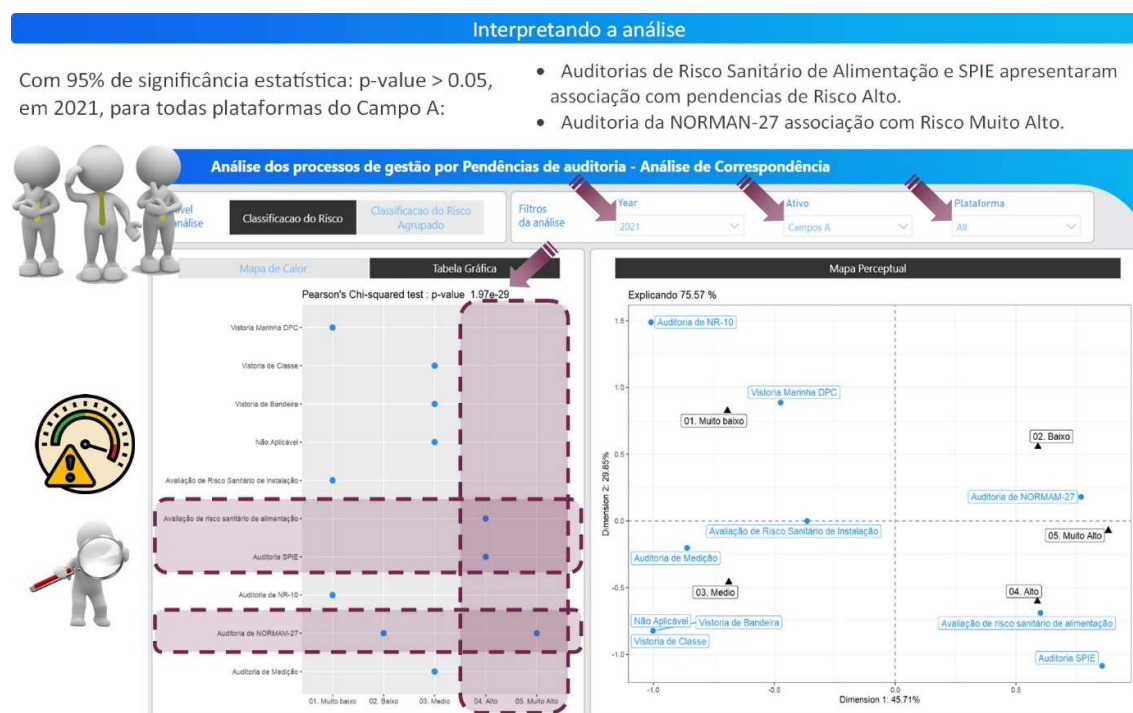 Interpretando a análise
Com 95% de significância estatística: p-value > 0.05,
em 2021, para todas plataformas do Campo A:
• Auditorias de Risco Sanitário de Alimentação e SPIE apresentaram
associação com pendencias de Risco Alto.
• Auditoria da NORMAN-27 associação com Risco Muito Alto.
Análise dos processos de gestão por Pendências de auditoria - Análise de Correspondência
análise
Classificacao do Risco
Classificacao do Risco
Agrupado
Filtros
da análise
Year
2021
Ativo
Campos A
Plataforma
All
Mapa de Calor
Tabela Gráfica
Pearson's Chi-squared test : p-value 1.97e-29
Vistoria Marinha DPC
Vistoria de Classe
Vistoria de Bandeira
Não Aplicável
Avaliação de Risco Sanitário de Instalação
Avaliação de risco sanitário de alimentação
Auditoria SPIE
Auditoria de NR-10
Auditoria de NORMAM-27
Auditoria de Medição
01. Muito baixo
02. Baixo
03. Medio
04. Alto
05. Muito Alto
Mapa Perceptual
Explicando 75.57 %
Dimension 2: 29.85%
1.5
1.0
0.5
0.0
-0.5
-1.0
Auditoria de NR-10
Vistoria Marinha DPC
01. Muito baixo
02. Baixo
Auditoria de NORMAM-27
Avaliação de Risco Sanitário de Instalação
05. Muito Alto
Auditoria de Medição
03. Medio
04. Alto
Não Aplicável
Vistoria de Bandeira
Avaliação de risco sanitário de alimentação
Vistoria de Classe
Auditoria SPIE
-1.0
-0.5
0.0
0.5
Dimension 1: 45.71%